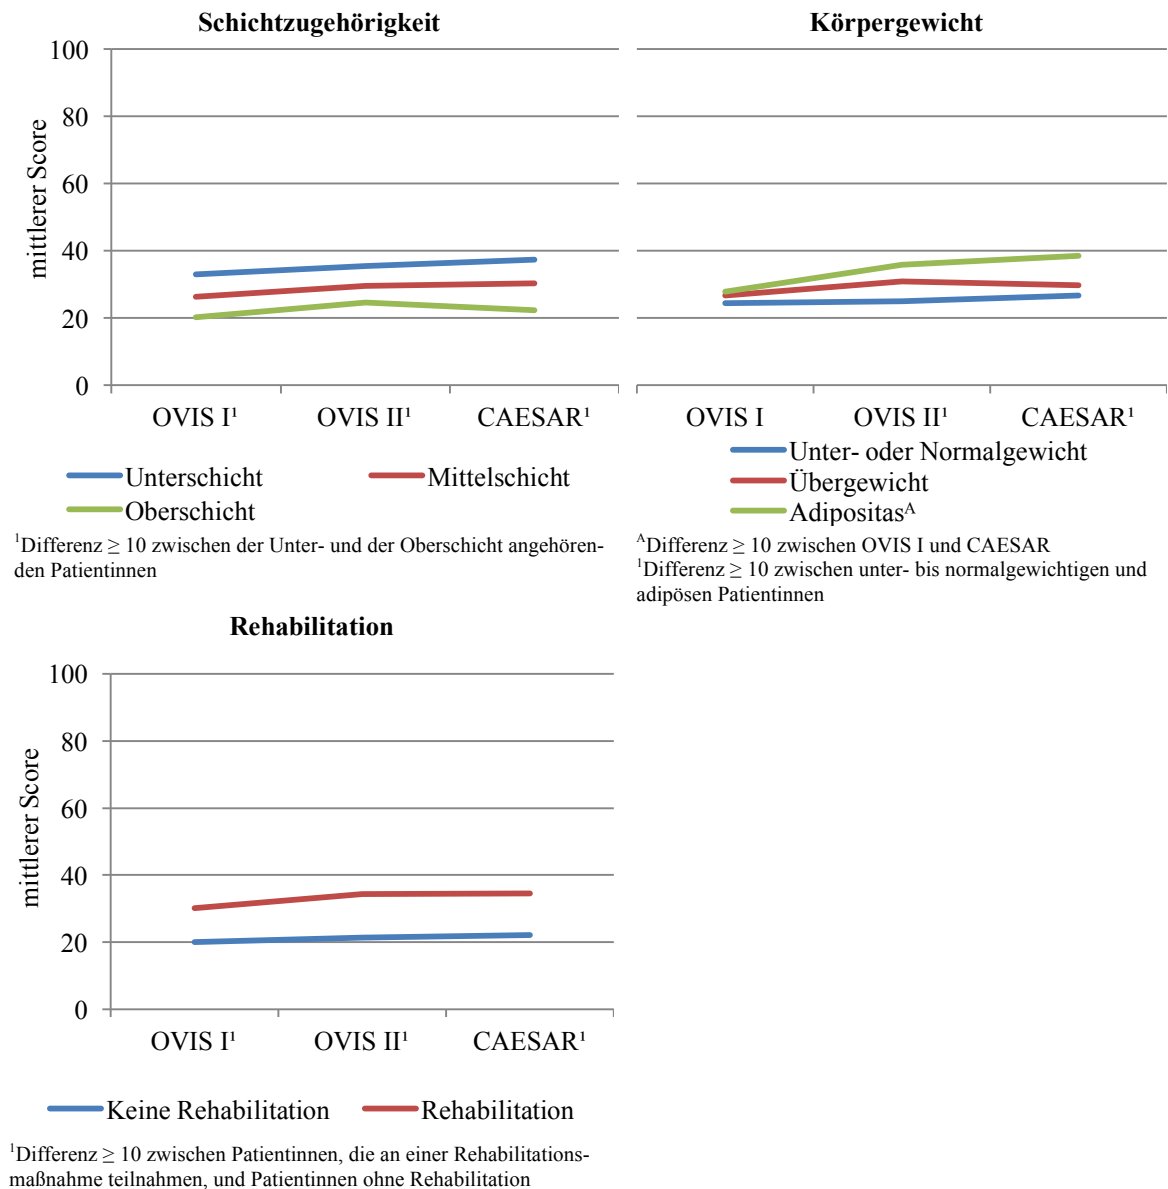 Schichtzugehörigkeit
100
80
60
40
20
0
mittlerer Score
OVIS I¹ OVIS II¹ CAESAR¹
Unterschicht Mittelschicht
Oberschicht
¹Differenz ≥ 10 zwischen der Unter- und der Oberschicht angehören-
den Patientinnen
Körpergewicht
OVIS I OVIS II¹ CAESAR¹
Unter- oder Normalgewicht
Übergewicht
Adipositasᴬ
ᴬDifferenz ≥ 10 zwischen OVIS I und CAESAR
¹Differenz ≥ 10 zwischen unter- bis normalgewichtigen und
adipösen Patientinnen
Rehabilitation
100
80
60
40
20
0
mittlerer Score
OVIS I¹ OVIS II¹ CAESAR¹
Keine Rehabilitation Rehabilitation
¹Differenz ≥ 10 zwischen Patientinnen, die an einer Rehabilitations-
maßnahme teilnahmen, und Patientinnen ohne Rehabilitation